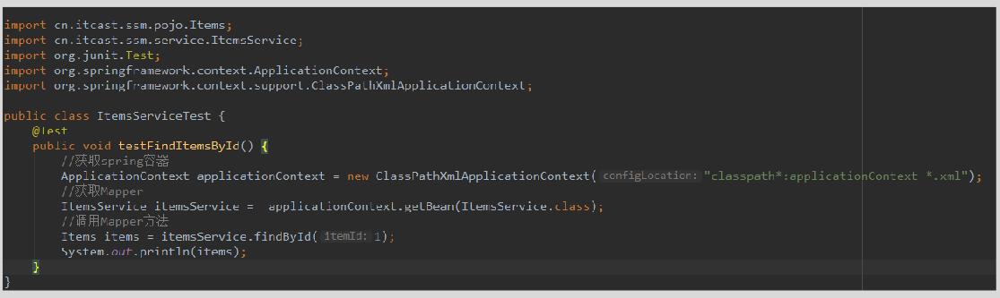 import cn.itcast.ssm.pojo.Items;
import cn.itcast.ssm.service.ItemsService;
import org.junit.Test;
import org.springframework.context.ApplicationContext;
import org.springframework.context.support.ClassPathXmlApplicationContext;
public class ItemsServiceTest {
@Test
public void testFindItemsById() {
//获取spring容器
ApplicationContext applicationContext = new ClassPathXmlApplicationContext( configLocation: "classpath*:applicationContext *.xml");
//获取Mapper
ItemsService itemsService =  applicationContext.getBean(ItemsService.class);
//调用Mapper方法
Items items = itemsService.findById( itemId: 1);
System.out.println(items);
}
}